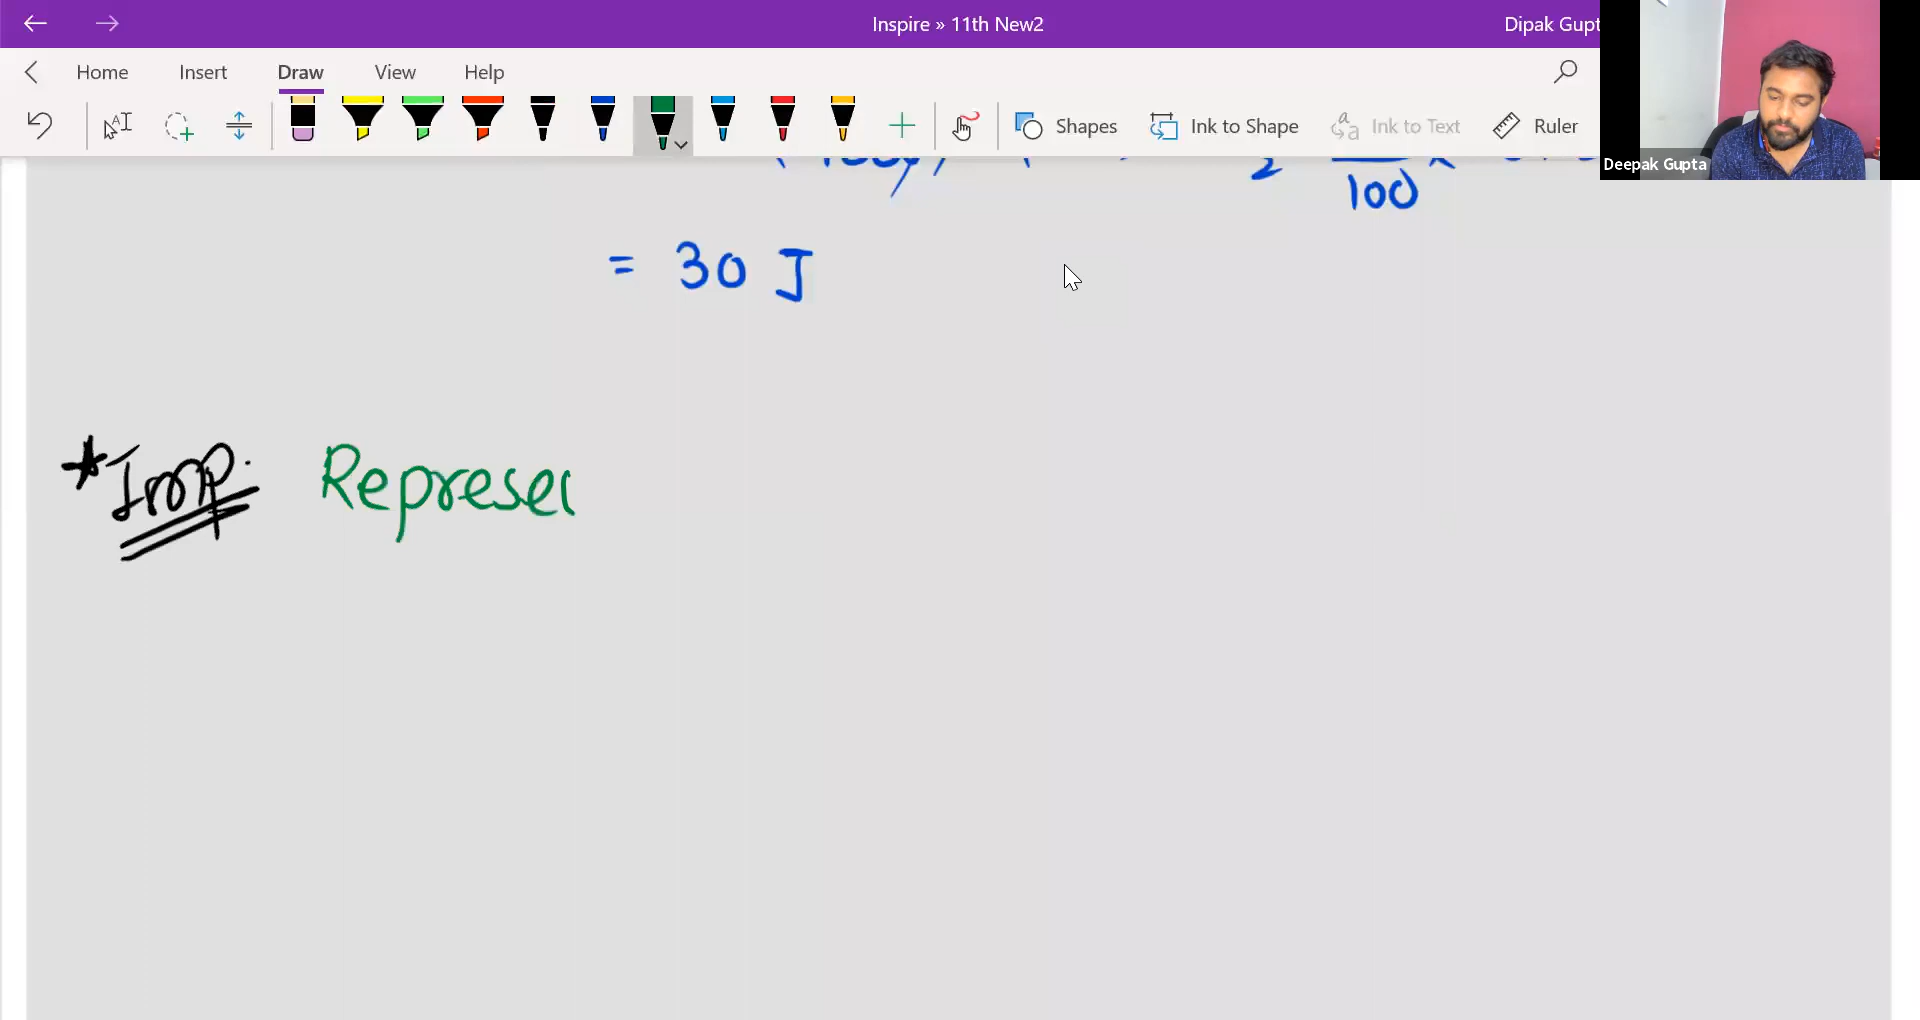 Inspire » 11th New2
Dipak Gupt
Home Insert Draw View Help
Shapes Ink to Shape Ink to Text Ruler
Deepak Gupta
2 100
= 30 J
*Imp. Represe